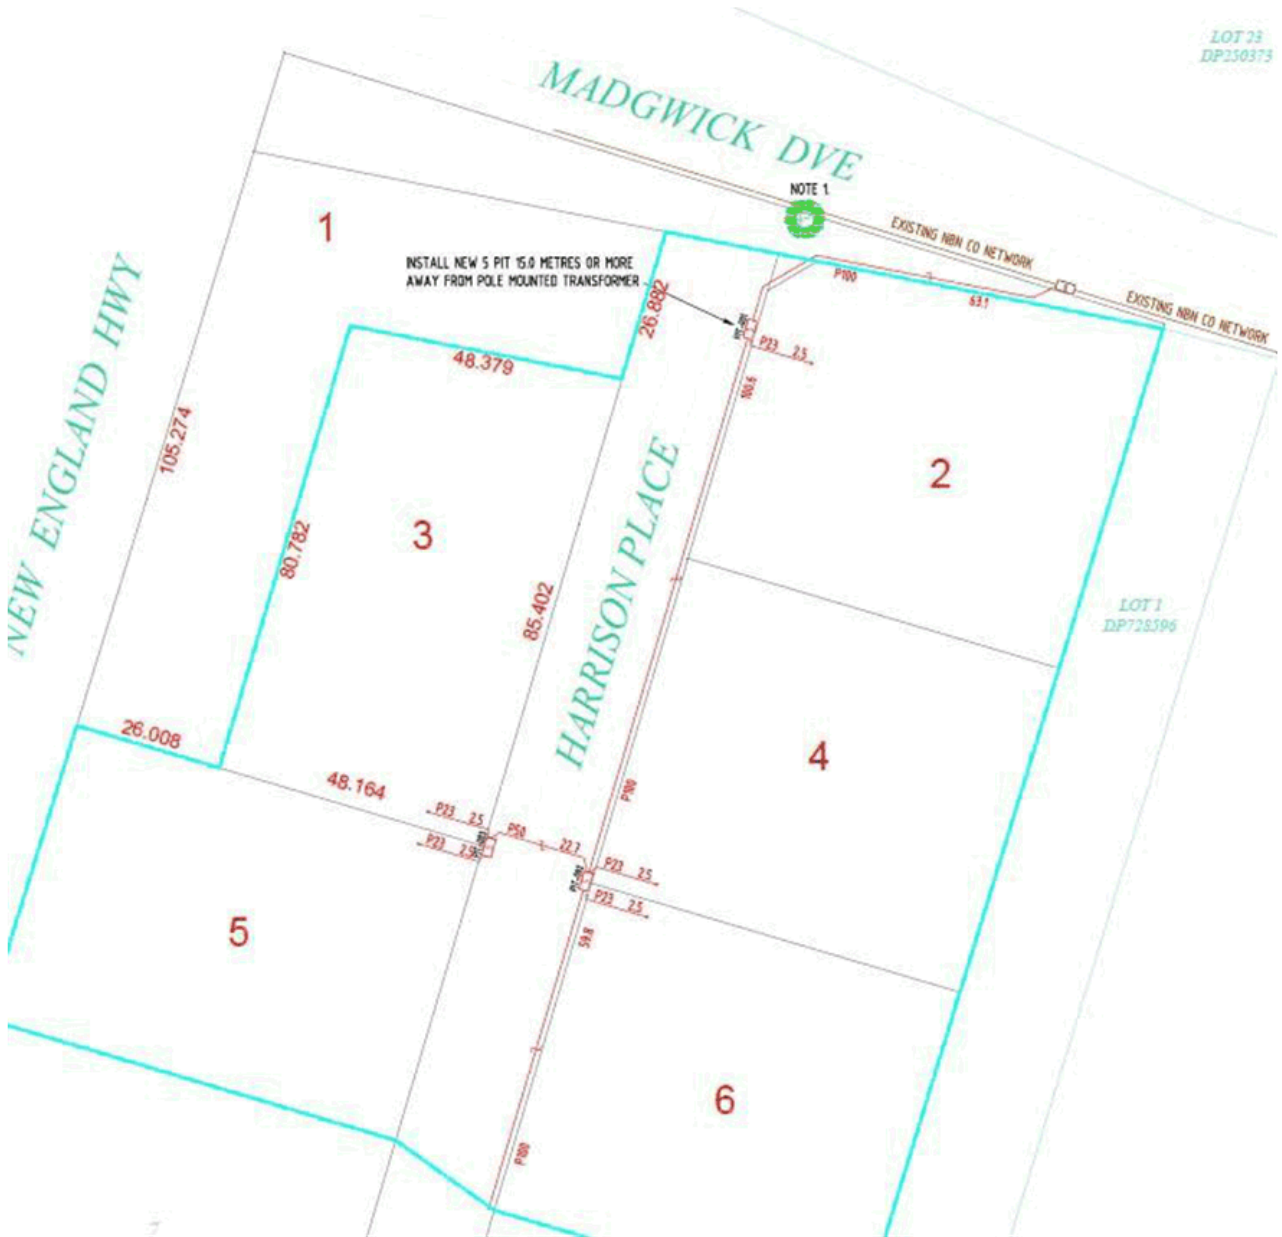 LOT 23
DP250373
MADGWICK DVE
NOTE 1.
1
EXISTING NBN CO NETWORK
INSTALL NEW 5 PIT 15.0 METRES OR MORE
AWAY FROM POLE MOUNTED TRANSFORMER
P100
63.1
EXISTING NBN CO NETWORK
26.882
NEW ENGLAND HWY
P23 2.5
48.379
100.6
105.274
2
3
HARRISON PLACE
80.782
85.402
LOT 1
DP728596
26.008
4
48.164
P100
P23 2.5
P50 22.7
P23 2.5
P23 2.5
P23 2.5
5
59.8
6
P100